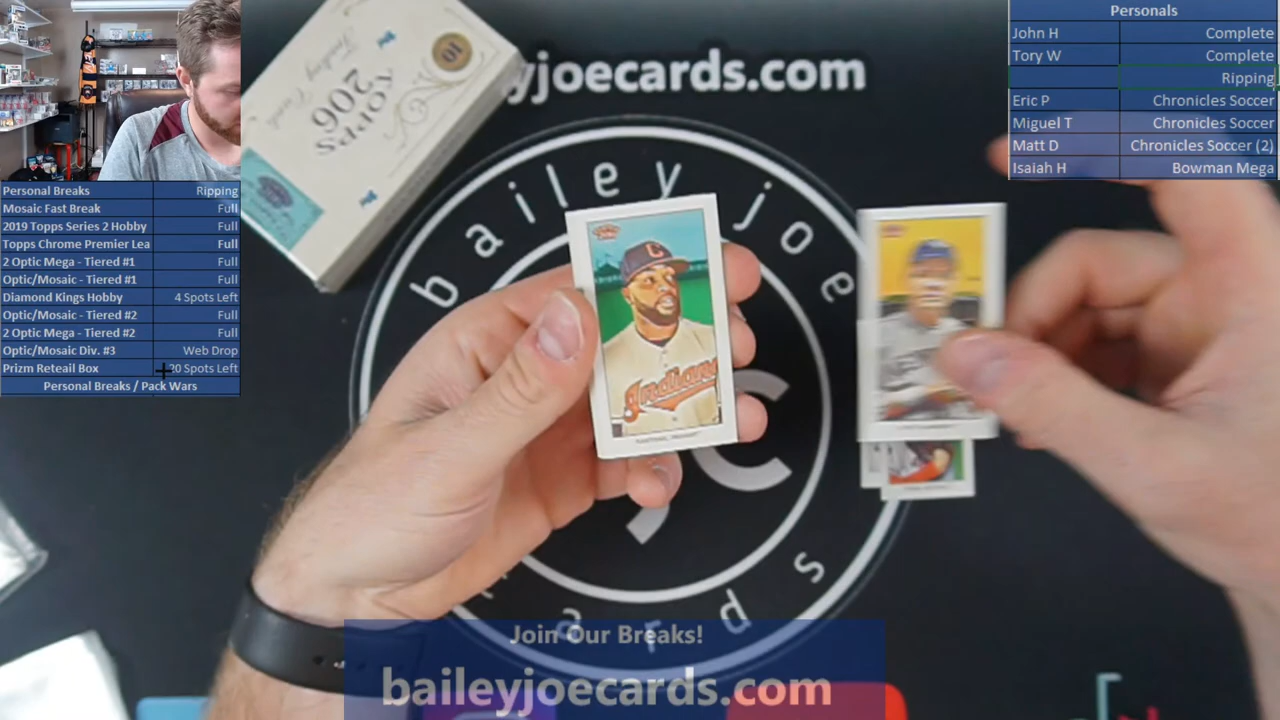 Personals
John H Complete
Tory W Complete
Ripping
Eric P Chronicles Soccer
Miguel T Chronicles Soccer
Matt D Chronicles Soccer (2)
Isaiah H Bowman Mega
Personal Breaks Ripping
Mosaic Fast Break Full
2019 Topps Series 2 Hobby Full
Topps Chrome Premier Lea Full
2 Optic Mega - Tiered #1 Full
Optic/Mosaic - Tiered #1 Full
Diamond Kings Hobby 4 Spots Left
Optic/Mosaic - Tiered #2 Full
2 Optic Mega - Tiered #2 Full
Optic/Mosaic Div. #3 Web Drop
Prizm Reteail Box 20 Spots Left
Personal Breaks / Pack Wars
yjoecards.com
TOPPS
206
10
bailey joe
C
Indians
jc
a r d s
Join Our Breaks!
baileyjoecards.com